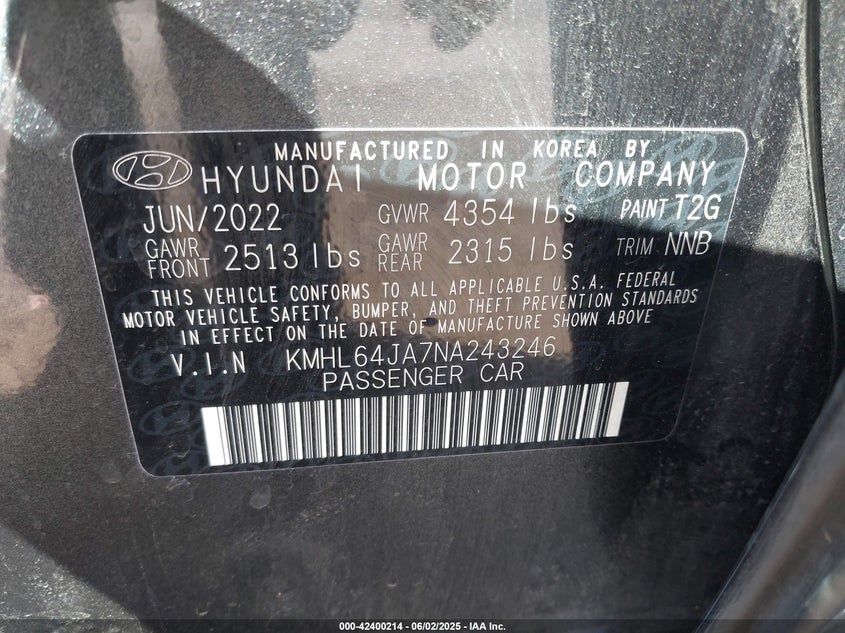 MANUFACTURED IN KOREA BY
HYUNDAI MOTOR COMPANY
JUN/2022 GVWR 4354 lbs PAINT T2G
GAWR FRONT 2513 lbs GAWR REAR 2315 lbs TRIM NNB
THIS VEHICLE CONFORMS TO ALL APPLICABLE U.S.A. FEDERAL
MOTOR VEHICLE SAFETY, BUMPER, AND THEFT PREVENTION STANDARDS
IN EFFECT ON THE DATE OF MANUFACTURE SHOWN ABOVE
V.I.N KMHL64JA7NA243246
PASSENGER CAR
000-42400214 - 06/02/2025 - IAA Inc.